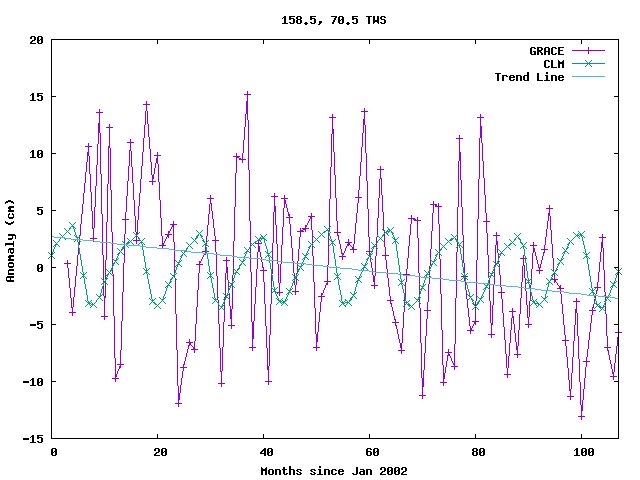 158.5, 70.5 TWS
GRACE
CLM
Trend Line
20
15
10
5
0
-5
-10
-15
Anomaly (cm)
0 20 40 60 80 100
Months since Jan 2002